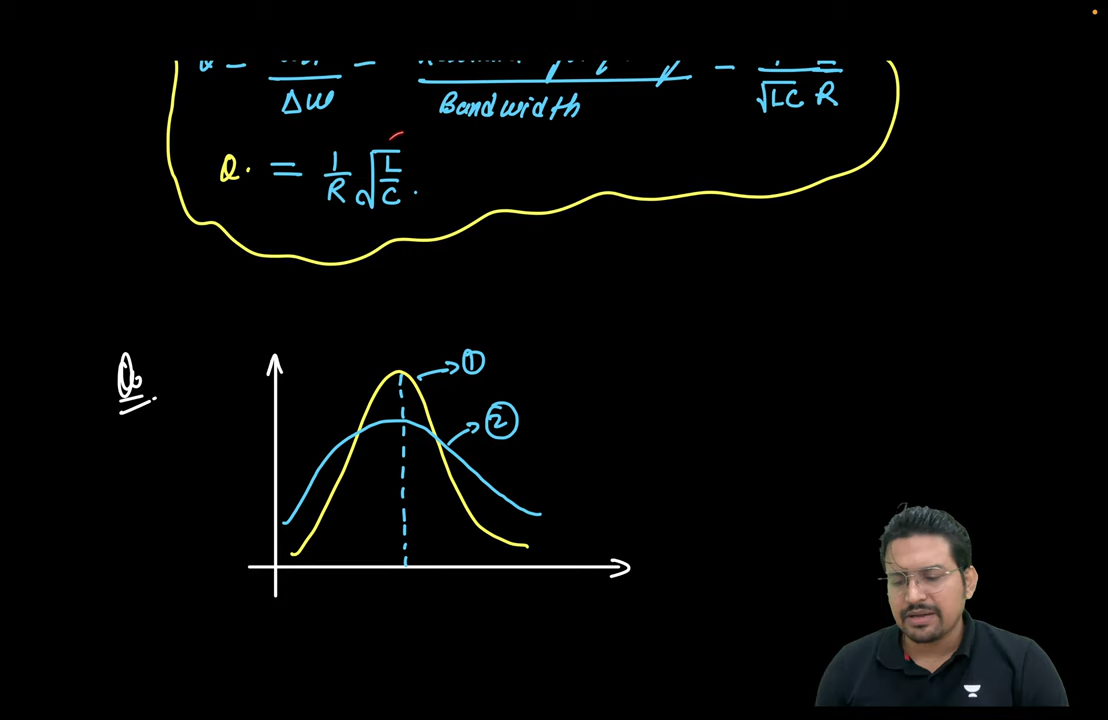 Δω = Bandwidth √LC R
Q. = 1/R √L/C.
Q.
①
②